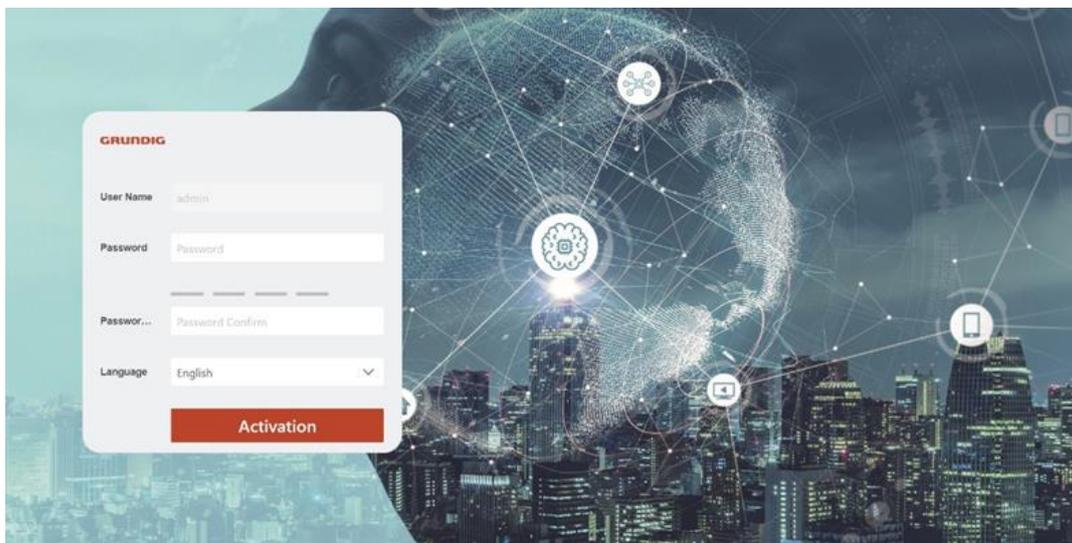 GRUNDIG
User Name admin
Password Password
Passwor... Password Confirm
Language English
Activation